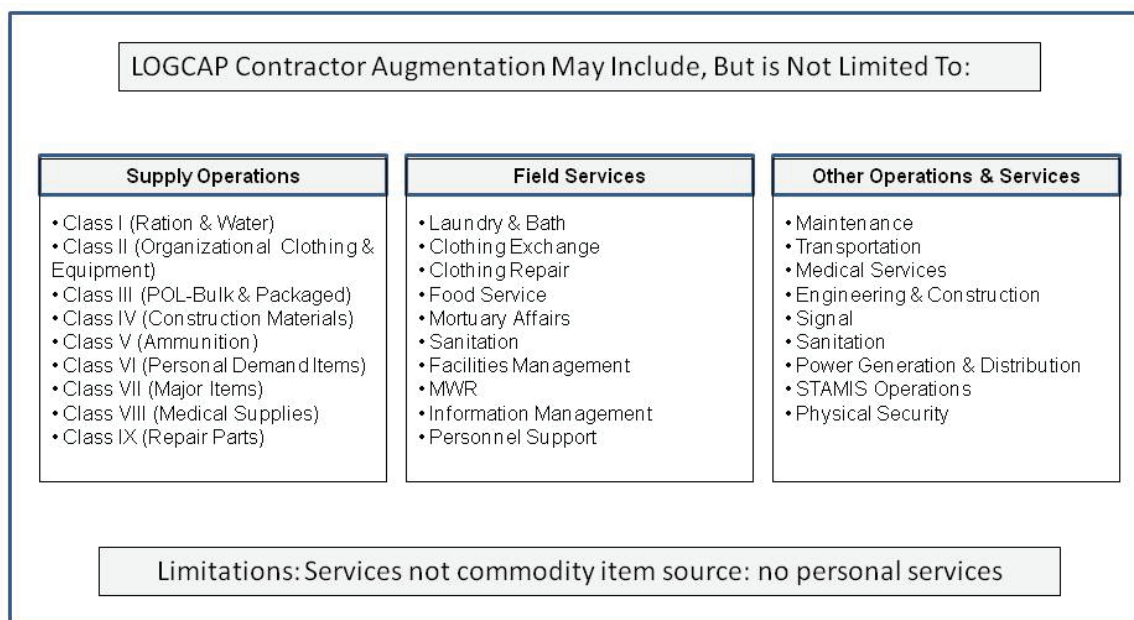 LOGCAP Contractor Augmentation May Include, But is Not Limited To:
Supply Operations
• Class I (Ration & Water)
• Class II (Organizational Clothing &
Equipment)
• Class III (POL-Bulk & Packaged)
• Class IV (Construction Materials)
• Class V (Ammunition)
• Class VI (Personal Demand Items)
• Class VII (Major Items)
• Class VIII (Medical Supplies)
• Class IX (Repair Parts)
Field Services
• Laundry & Bath
• Clothing Exchange
• Clothing Repair
• Food Service
• Mortuary Affairs
• Sanitation
• Facilities Management
• MWR
• Information Management
• Personnel Support
Other Operations & Services
• Maintenance
• Transportation
• Medical Services
• Engineering & Construction
• Signal
• Sanitation
• Power Generation & Distribution
• STAMIS Operations
• Physical Security
Limitations: Services not commodity item source: no personal services